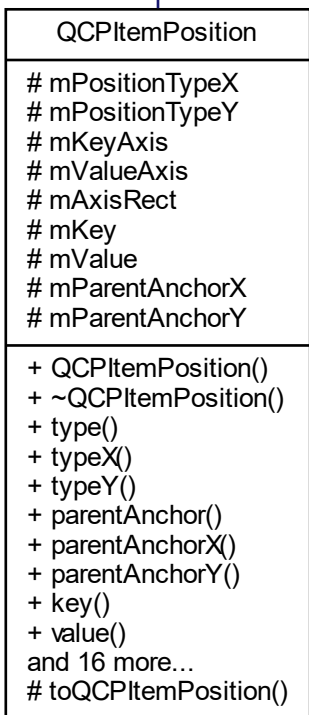 QCPItemPosition
# mPositionTypeX
# mPositionTypeY
# mKeyAxis
# mValueAxis
# mAxisRect
# mKey
# mValue
# mParentAnchorX
# mParentAnchorY
+ QCPItemPosition()
+ ~QCPItemPosition()
+ type()
+ typeX()
+ typeY()
+ parentAnchor()
+ parentAnchorX()
+ parentAnchorY()
+ key()
+ value()
and 16 more...
# toQCPItemPosition()